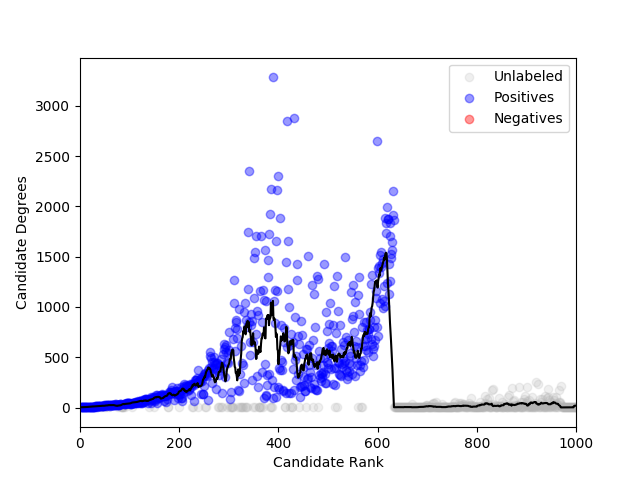 Unlabeled
Positives
Negatives
3000
2500
2000
1500
1000
500
0
Candidate Degrees
0 200 400 600 800 1000
Candidate Rank